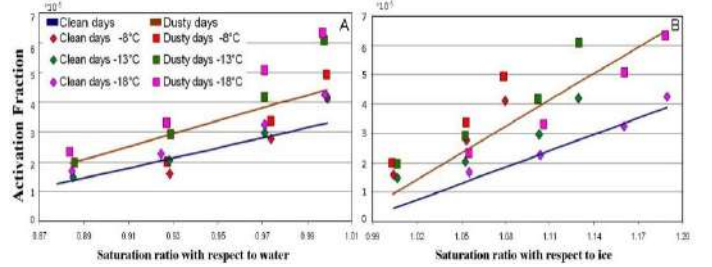 *10⁻⁵
A
Clean days
Dusty days
Clean days -8°C
Dusty days -8°C
Clean days -13°C
Dusty days -13°C
Clean days -18°C
Dusty days -18°C
Activation Fraction
7
6
5
4
3
2
1
0
0.87 0.89 0.91 0.93 0.95 0.97 0.99 1.01
Saturation ratio with respect to water
*10⁻⁵
B
7
6
5
4
3
2
1
0
0.99 1.02 1.05 1.08 1.11 1.14 1.17 1.20
Saturation ratio with respect to ice